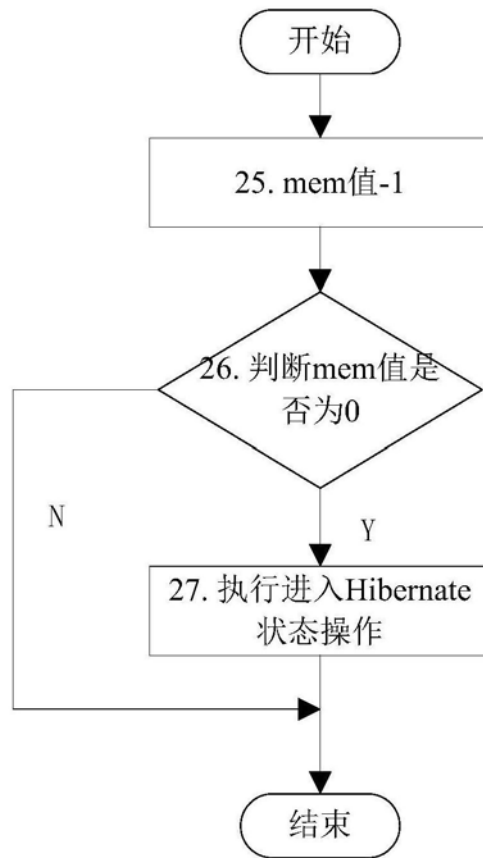 开始
25. mem值-1
26. 判断mem值是
否为0
N
Y
27. 执行进入Hibernate
状态操作
结束